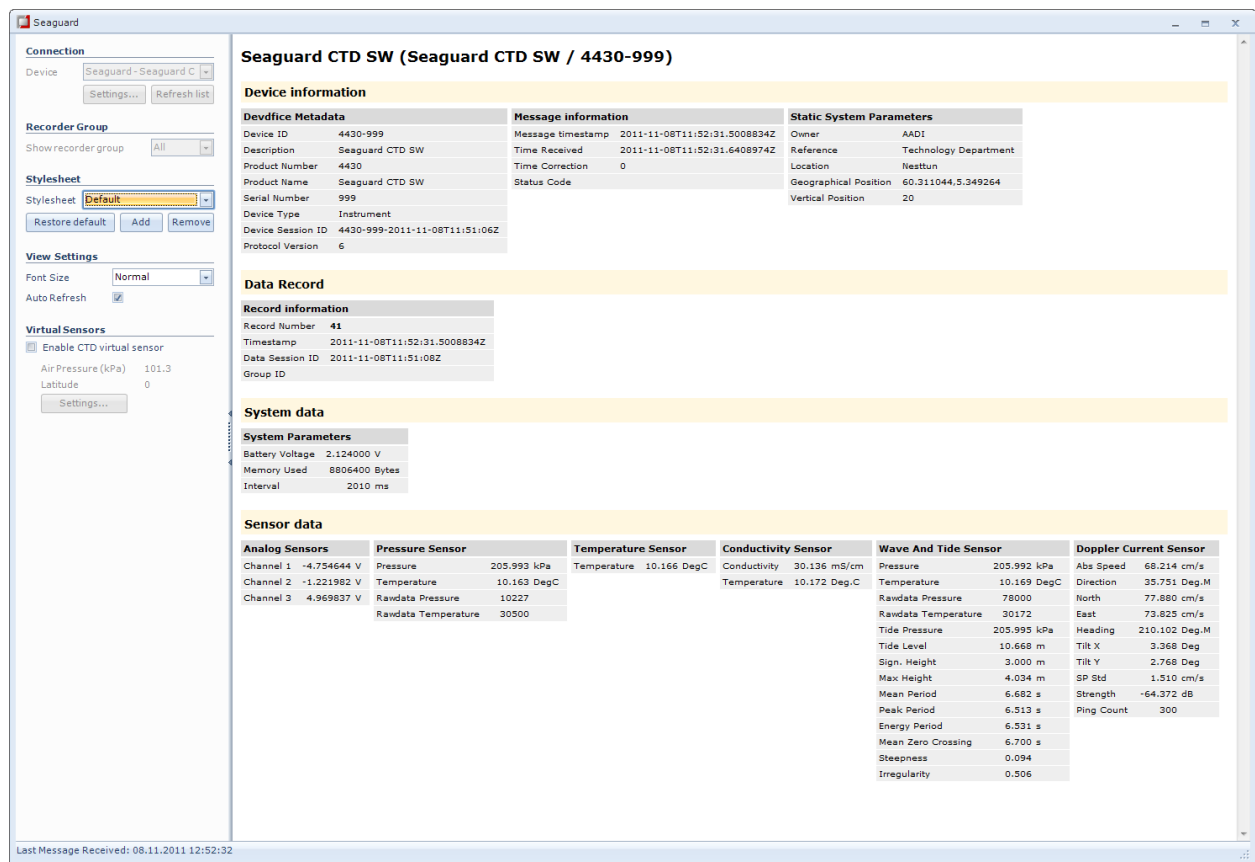 Seaguard
Connection
Device Seaguard - Seaguard C
Settings... Refresh list
Recorder Group
Show recorder group All
Stylesheet
Stylesheet Default
Restore default Add Remove
View Settings
Font Size Normal
Auto Refresh
Virtual Sensors
Enable CTD virtual sensor
Air Pressure (kPa) 101.3
Latitude 0
Settings...
Seaguard CTD SW (Seaguard CTD SW / 4430-999)
Device information
Devdfice Metadata
Device ID 4430-999
Description Seaguard CTD SW
Product Number 4430
Product Name Seaguard CTD SW
Serial Number 999
Device Type Instrument
Device Session ID 4430-999-2011-11-08T11:51:06Z
Protocol Version 6
Message information
Message timestamp 2011-11-08T11:52:31.5008834Z
Time Received 2011-11-08T11:52:31.6408974Z
Time Correction 0
Status Code
Static System Parameters
Owner AADI
Reference Technology Department
Location Nesttun
Geographical Position 60.311044,5.349264
Vertical Position 20
Data Record
Record information
Record Number 41
Timestamp 2011-11-08T11:52:31.5008834Z
Data Session ID 2011-11-08T11:51:08Z
Group ID
System data
System Parameters
Battery Voltage 2.124000 V
Memory Used 8806400 Bytes
Interval 2010 ms
Sensor data
Analog Sensors
Channel 1 -4.754644 V
Channel 2 -1.221982 V
Channel 3 4.969837 V
Pressure Sensor
Pressure 205.993 kPa
Temperature 10.163 DegC
Rawdata Pressure 10227
Rawdata Temperature 30500
Temperature Sensor
Temperature 10.166 DegC
Conductivity Sensor
Conductivity 30.136 mS/cm
Temperature 10.172 Deg.C
Wave And Tide Sensor
Pressure 205.992 kPa
Temperature 10.169 DegC
Rawdata Pressure 78000
Rawdata Temperature 30172
Tide Pressure 205.995 kPa
Tide Level 10.668 m
Sign. Height 3.000 m
Max Height 4.034 m
Mean Period 6.682 s
Peak Period 6.513 s
Energy Period 6.531 s
Mean Zero Crossing 6.700 s
Steepness 0.094
Irregularity 0.506
Doppler Current Sensor
Abs Speed 68.214 cm/s
Direction 35.751 Deg.M
North 77.880 cm/s
East 73.825 cm/s
Heading 210.102 Deg.M
Tilt X 3.368 Deg
Tilt Y 2.768 Deg
SP Std 1.510 cm/s
Strength -64.372 dB
Ping Count 300
Last Message Received: 08.11.2011 12:52:32